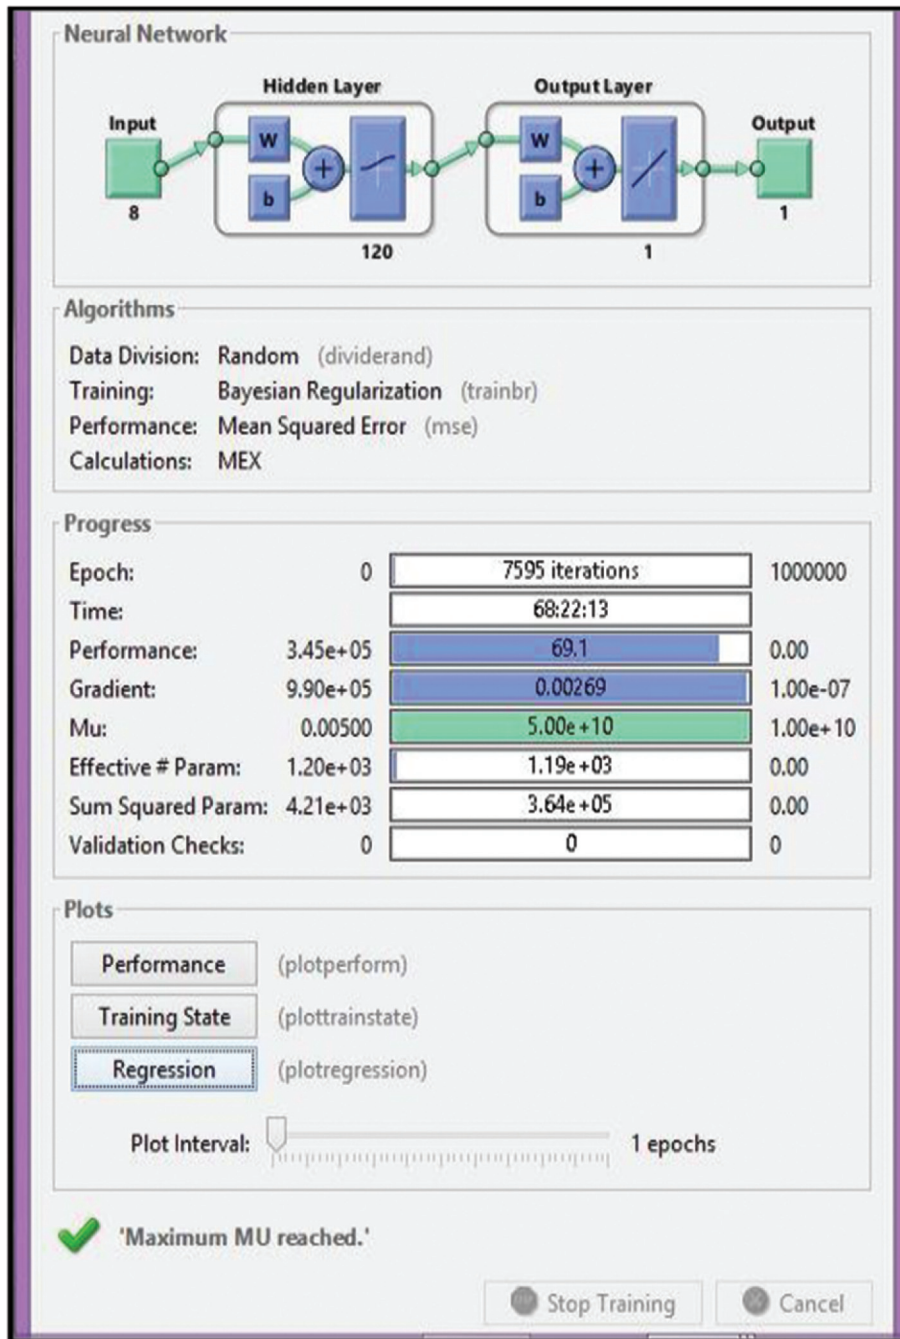 Neural Network
Hidden Layer
Output Layer
Input
Output
W
b
+
W
b
+
8
120
1
1
Algorithms
Data Division: Random (dividerand)
Training: Bayesian Regularization (trainbr)
Performance: Mean Squared Error (mse)
Calculations: MEX
Progress
Epoch: 0 7595 iterations 1000000
Time: 68:22:13
Performance: 3.45e+05 69.1 0.00
Gradient: 9.90e+05 0.00269 1.00e-07
Mu: 0.00500 5.00e+10 1.00e+10
Effective # Param: 1.20e+03 1.19e+03 0.00
Sum Squared Param: 4.21e+03 3.64e+05 0.00
Validation Checks: 0 0 0
Plots
Performance (plotperform)
Training State (plottrainstate)
Regression (plotregression)
Plot Interval: 1 epochs
'Maximum MU reached.'
Stop Training Cancel